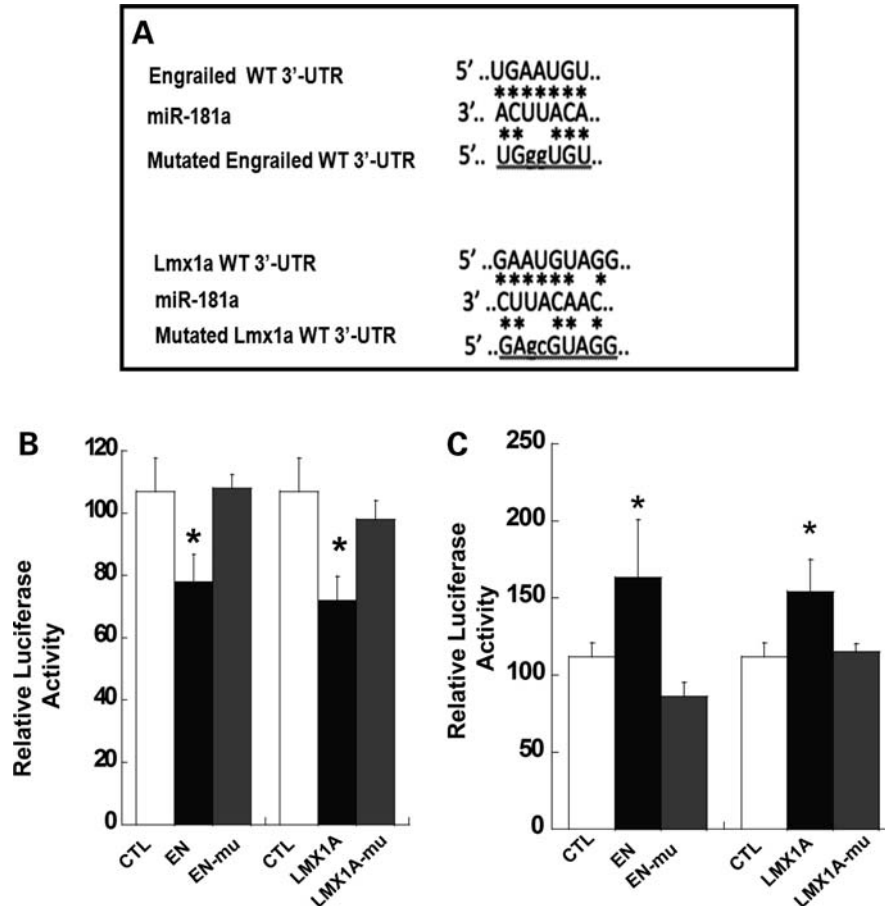 A
Engrailed WT 3'-UTR 5' ..UGAAUGU..
*******
miR-181a 3'.. ACUUACA..
** ***
Mutated Engrailed WT 3'-UTR 5'.. UGggUGU..
Lmx1a WT 3'-UTR 5' ..GAAUGUAGG..
****** *
miR-181a 3' ..CUUACAAC..
** ** *
Mutated Lmx1a WT 3'-UTR 5' ..GAgcGUAGG..
B
Relative Luciferase Activity
120
100
80
60
40
20
0
* *
CTL EN EN-mu CTL LMX1A LMX1A-mu
C
Relative Luciferase Activity
250
200
150
100
50
0
* *
CTL EN EN-mu CTL LMX1A LMX1A-mu